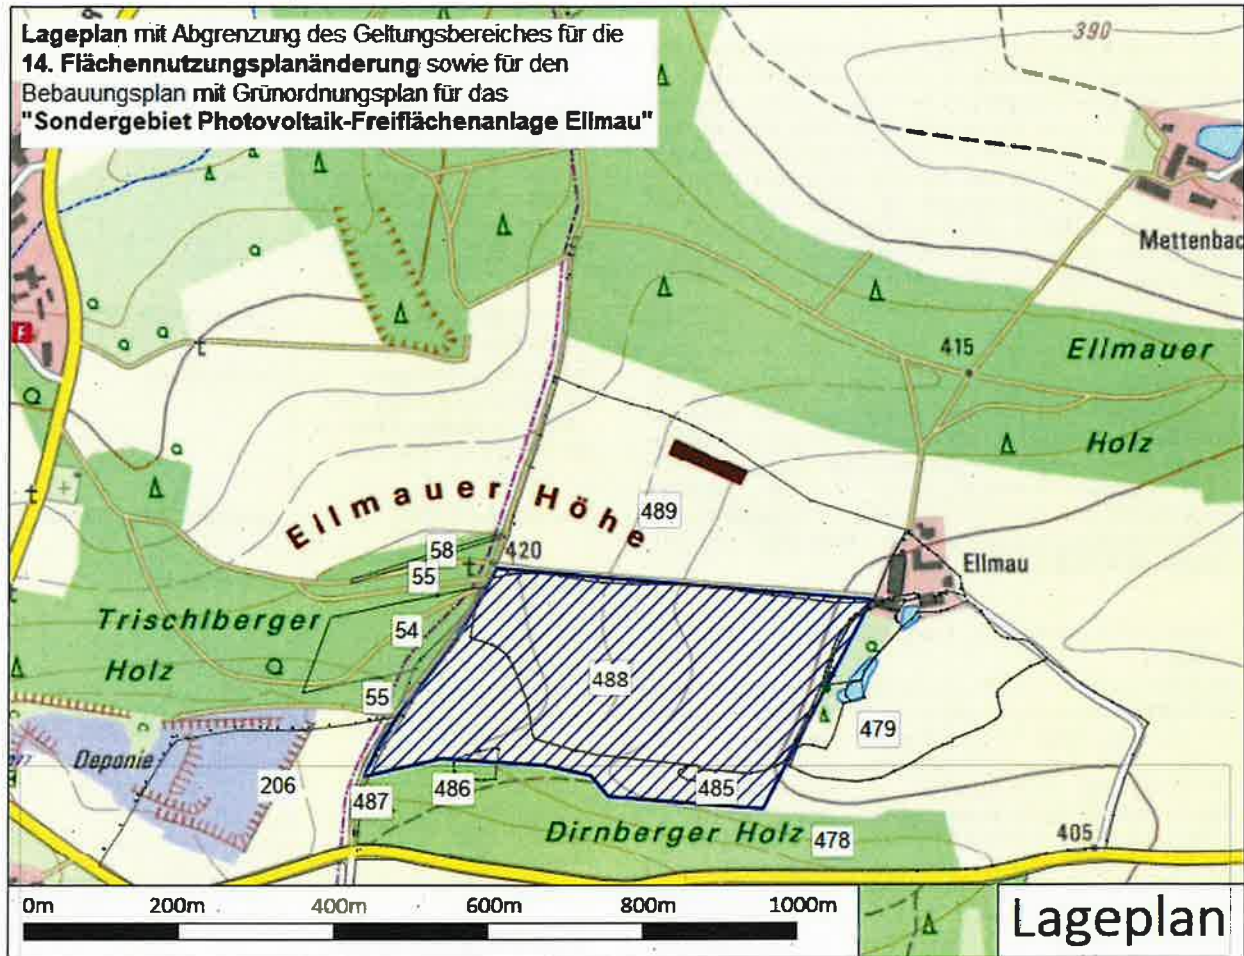 Lageplan mit Abgrenzung des Geltungsbereiches für die
14. Flächennutzungsplanänderung sowie für den
Bebauungsplan mit Grünordnungsplan für das
"Sondergebiet Photovoltaik-Freiflächenanlage Ellmau"
390
Mettenbac
415
Ellmauer
Holz
F
Ellmauer Höhe
489
58
420
55
Ellmau
Trischlberger
Holz
54
488
55
479
Deponie
206
487
486
485
Dirnberger Holz
478
405
0m 200m 400m 600m 800m 1000m
Lageplan